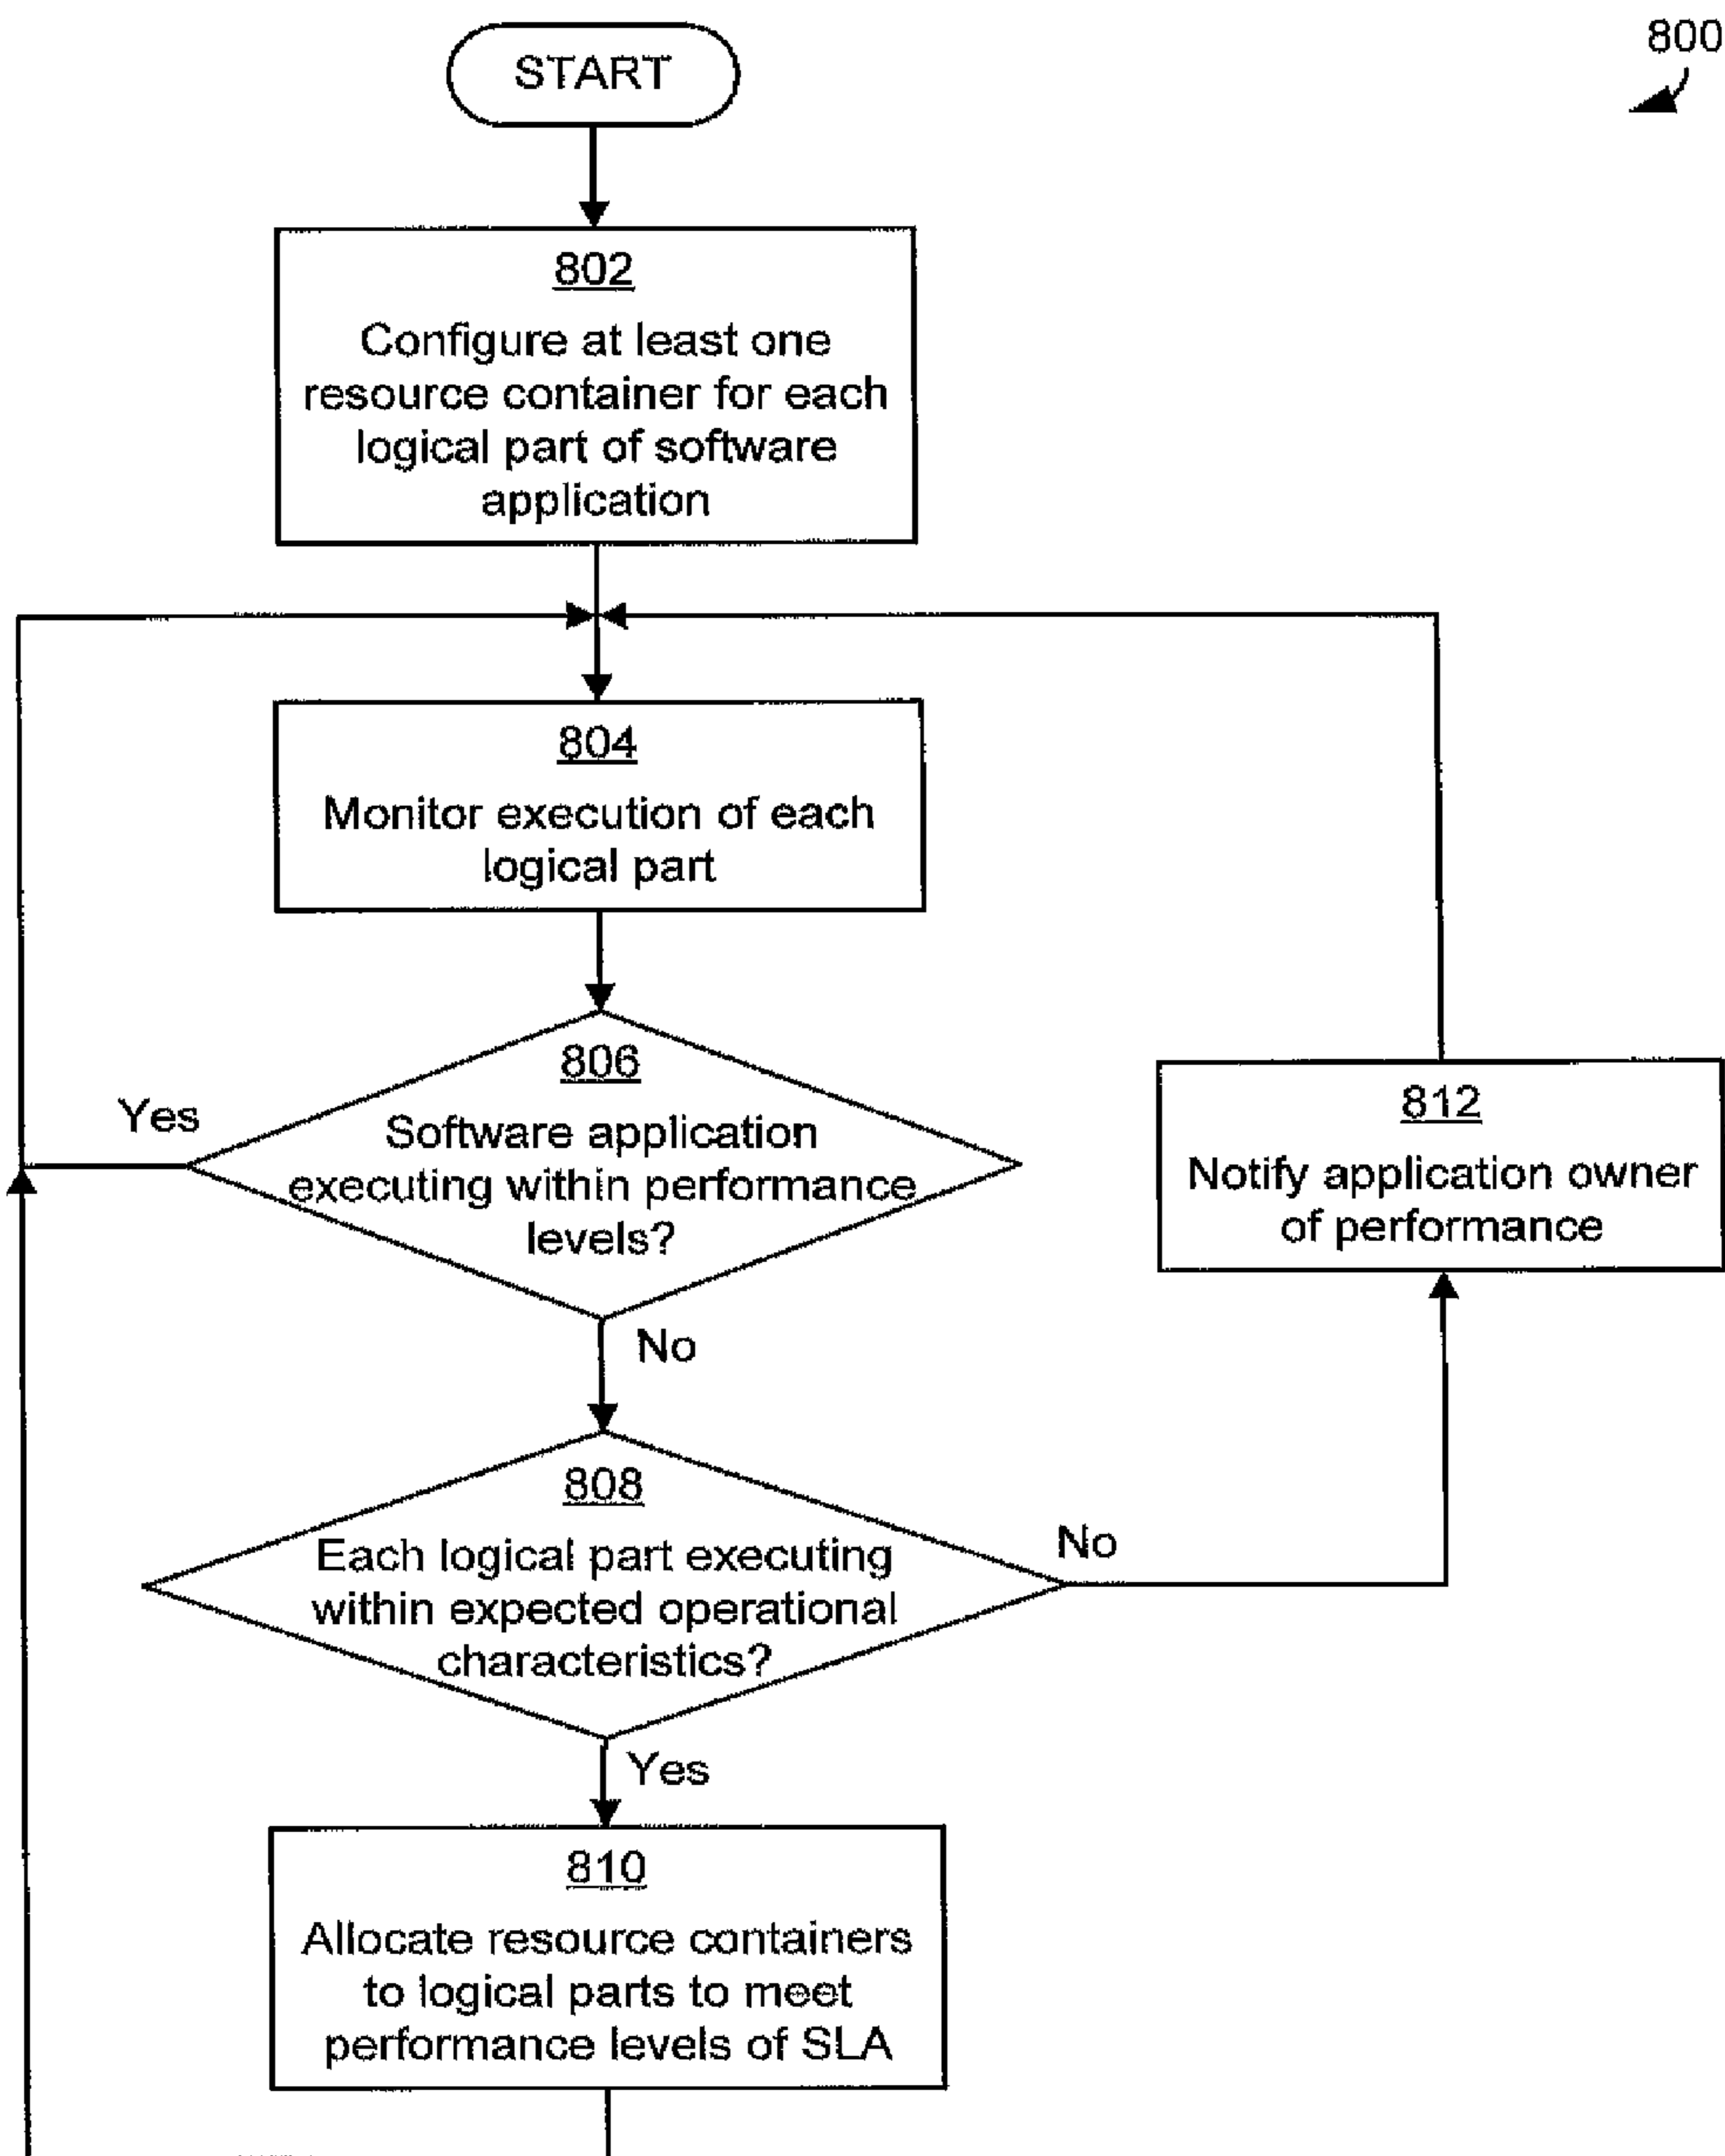 800
START
802
Configure at least one
resource container for each
logical part of software
application
804
Monitor execution of each
logical part
806
Software application
executing within performance
levels?
Yes
No
812
Notify application owner
of performance
808
Each logical part executing
within expected operational
characteristics?
No
Yes
810
Allocate resource containers
to logical parts to meet
performance levels of SLA